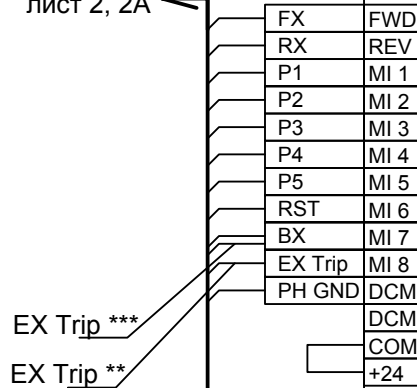 лист 2, 2А
FX FWD
RX REV
P1 MI 1
P2 MI 2
P3 MI 3
P4 MI 4
P5 MI 5
RST MI 6
BX MI 7
EX Trip MI 8
PH GND DCM
DCM
EX Trip ***
COM
EX Trip **
+24